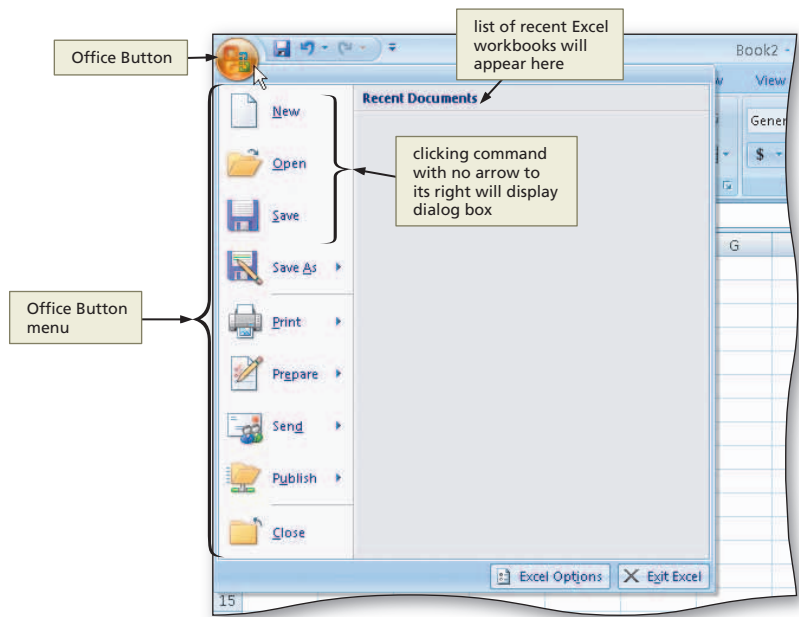 Office Button
list of recent Excel
workbooks will
appear here
Book2 -
View
Recent Documents
New
Gener
clicking command
with no arrow to
its right will display
dialog box
$
Open
Save
G
Save As
Office Button
menu
Print
Prepare
Send
Publish
Close
Excel Options
Exit Excel
15